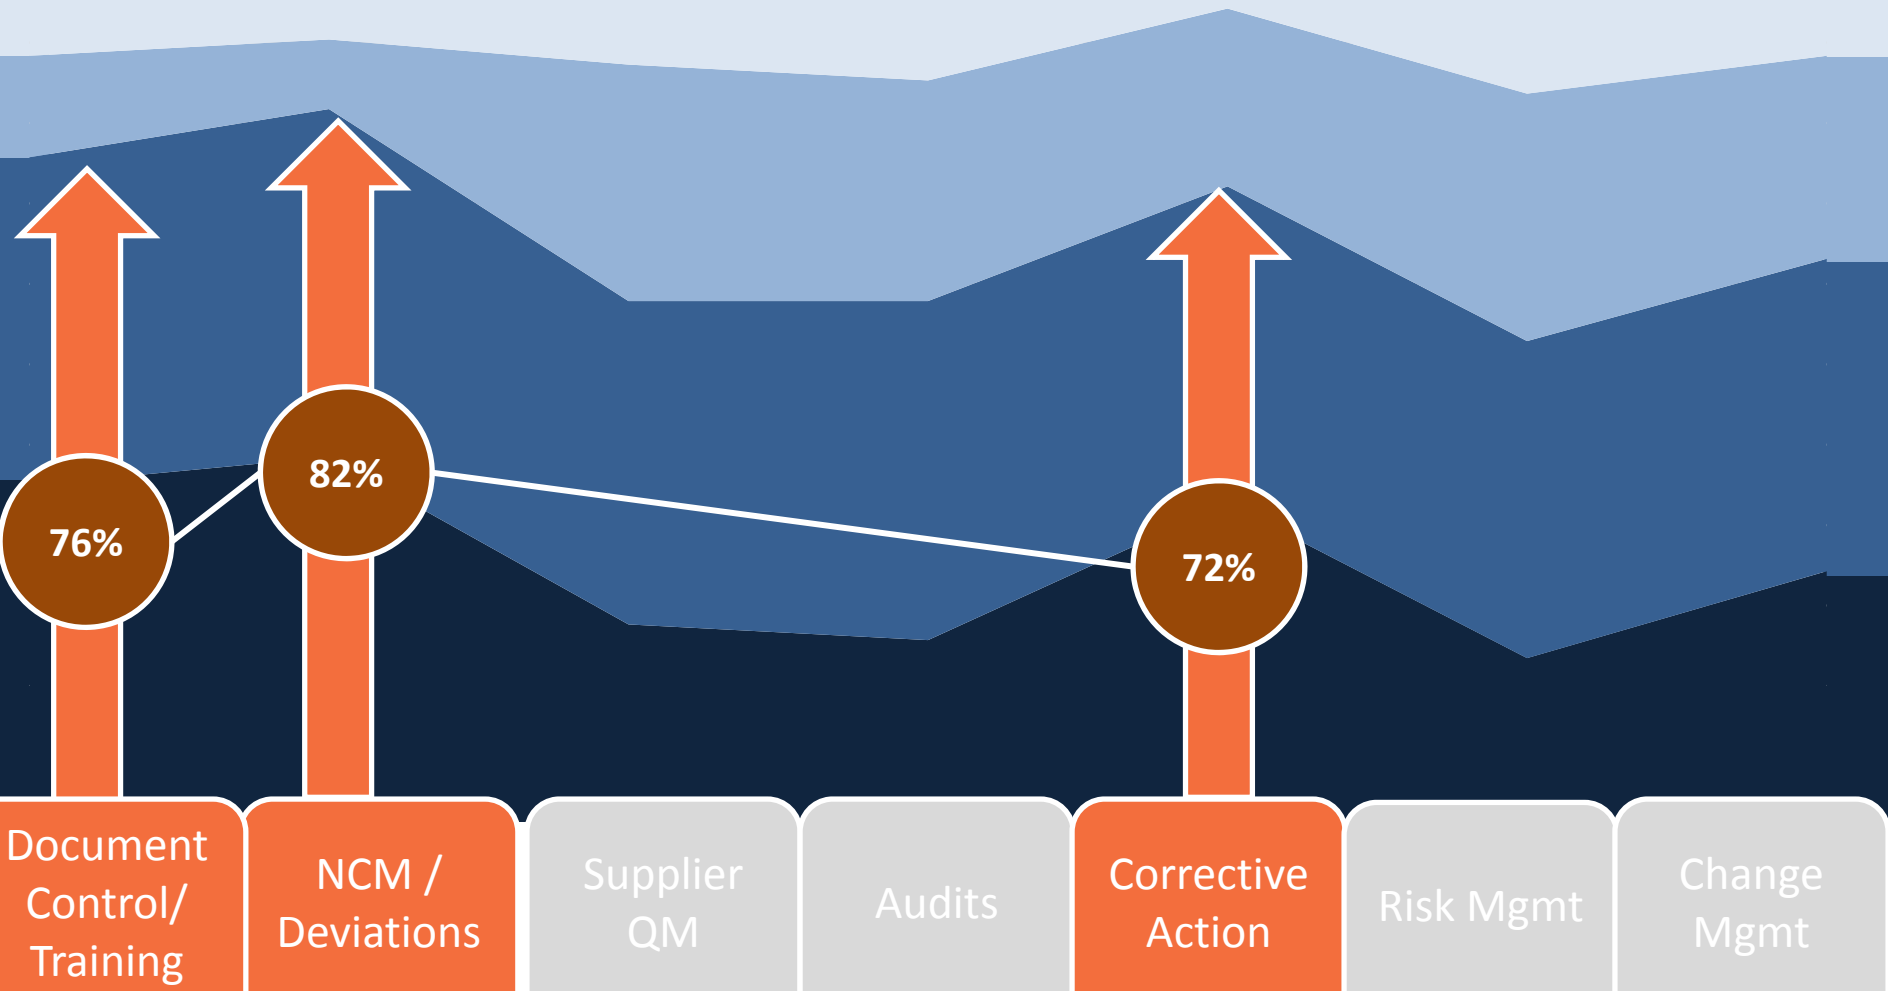 76%
82%
72%
Document
Control/
Training
NCM /
Deviations
Supplier
QM
Audits
Corrective
Action
Risk Mgmt
Change
Mgmt